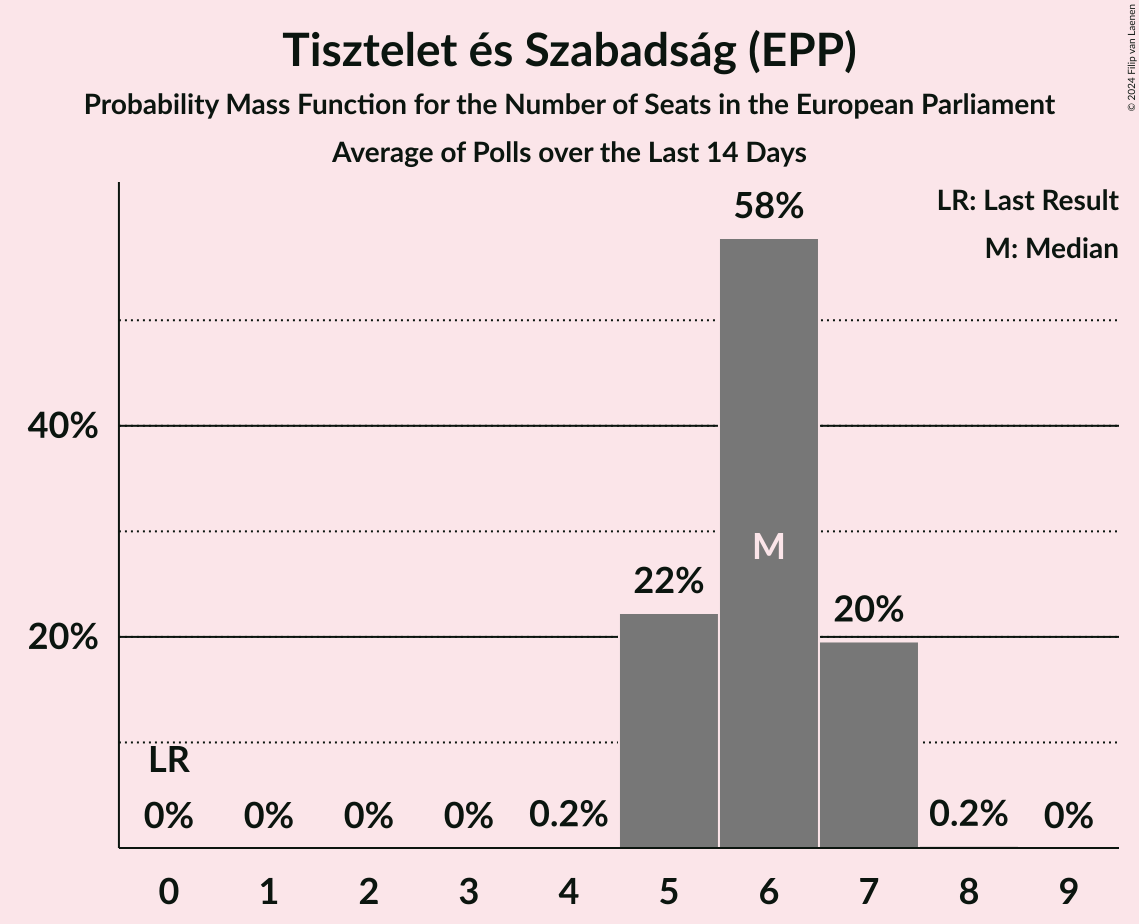 Tisztelet és Szabadság (EPP)
Probability Mass Function for the Number of Seats in the European Parliament
Average of Polls over the Last 14 Days
© 2024 Filip van Laenen
LR: Last Result
M: Median
58%
40%
M
22%
20%
20%
LR
0%
0%
0%
0%
0.2%
0.2%
0%
0 1 2 3 4 5 6 7 8 9